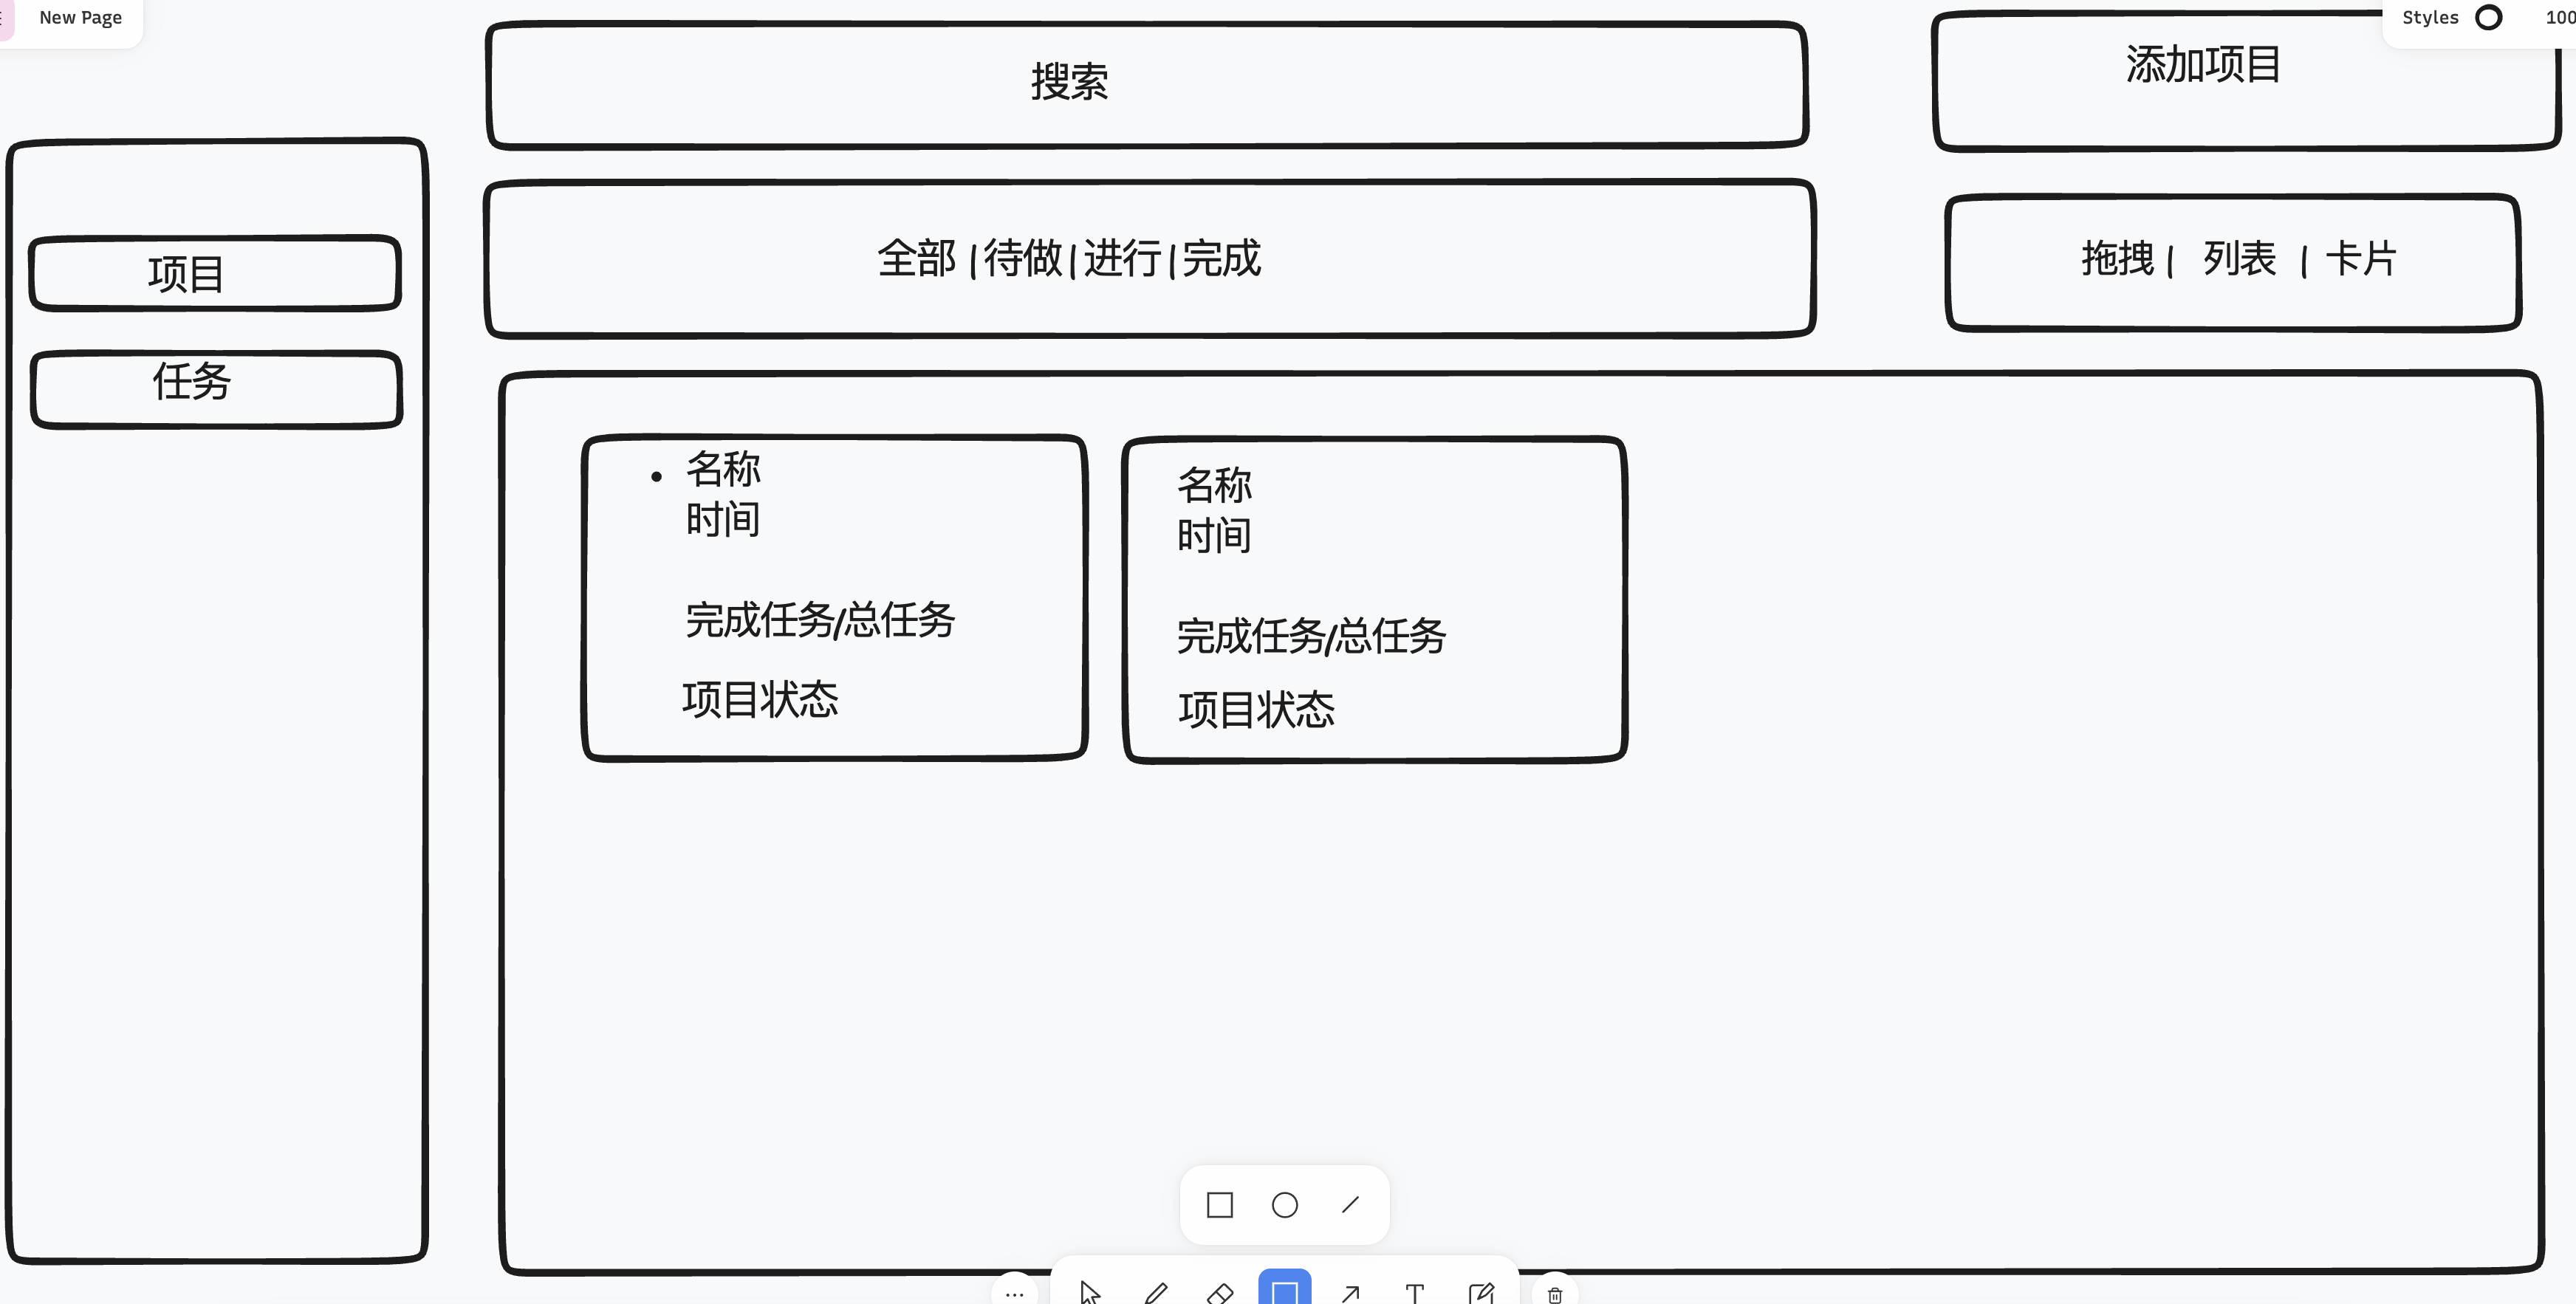 New Page
Styles
100
搜索
添加项目
全部 | 待做 | 进行 | 完成
拖拽 | 列表 | 卡片
项目
任务
• 名称
时间
完成任务/总任务
项目状态
名称
时间
完成任务/总任务
项目状态
T